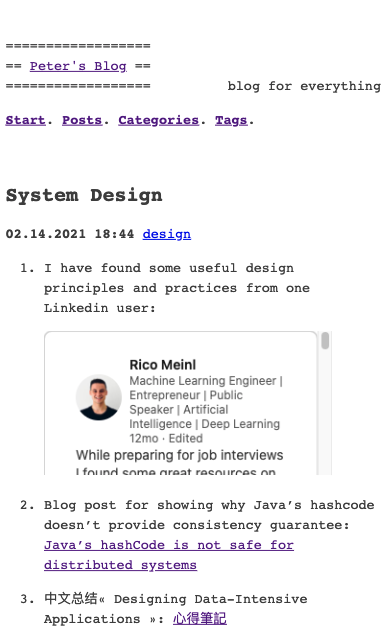 ==================
== Peter's Blog ==
================== blog for everything
Start. Posts. Categories. Tags.
System Design
02.14.2021 18:44 design
1. I have found some useful design
principles and practices from one
Linkedin user:
Rico Meinl
Machine Learning Engineer |
Entrepreneur | Public
Speaker | Artificial
Intelligence | Deep Learning
12mo · Edited
While preparing for job interviews
I found some great resources on
2. Blog post for showing why Java’s hashcode
doesn’t provide consistency guarantee:
Java’s hashCode is not safe for
distributed systems
3. 中文总结« Designing Data-Intensive
Applications »: 心得筆記